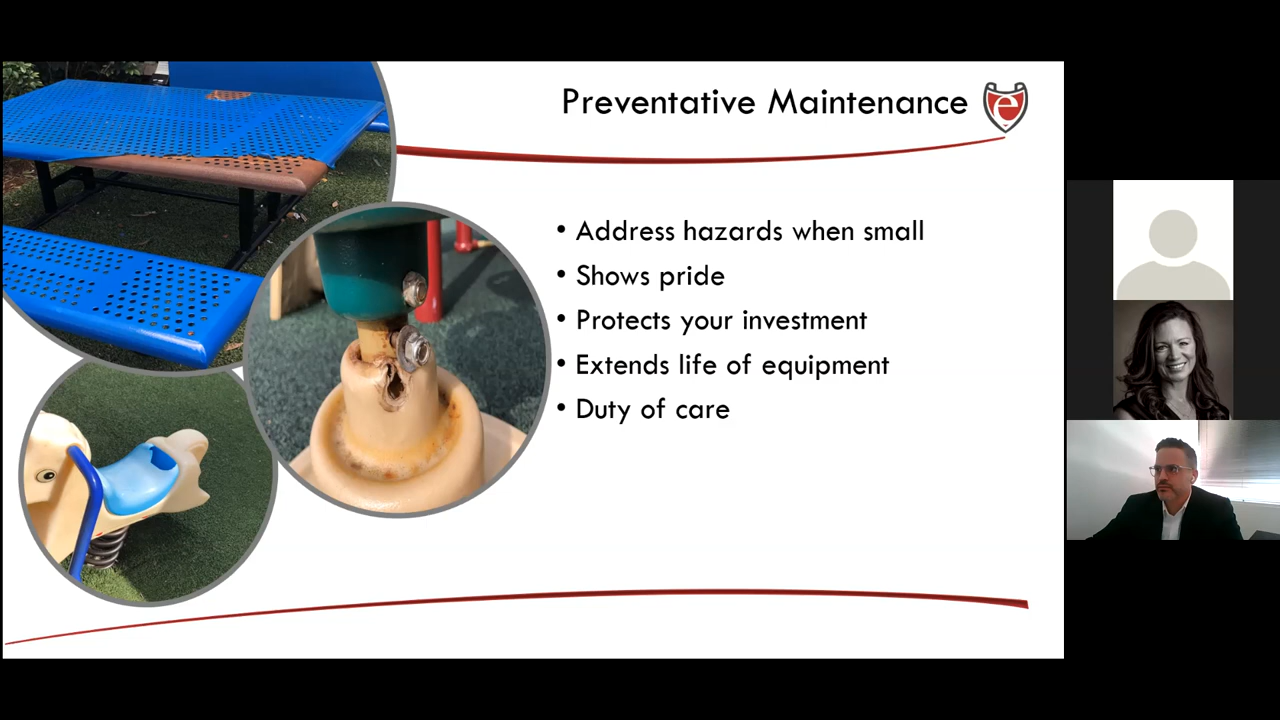 Preventative Maintenance
e
• Address hazards when small
• Shows pride
• Protects your investment
• Extends life of equipment
• Duty of care